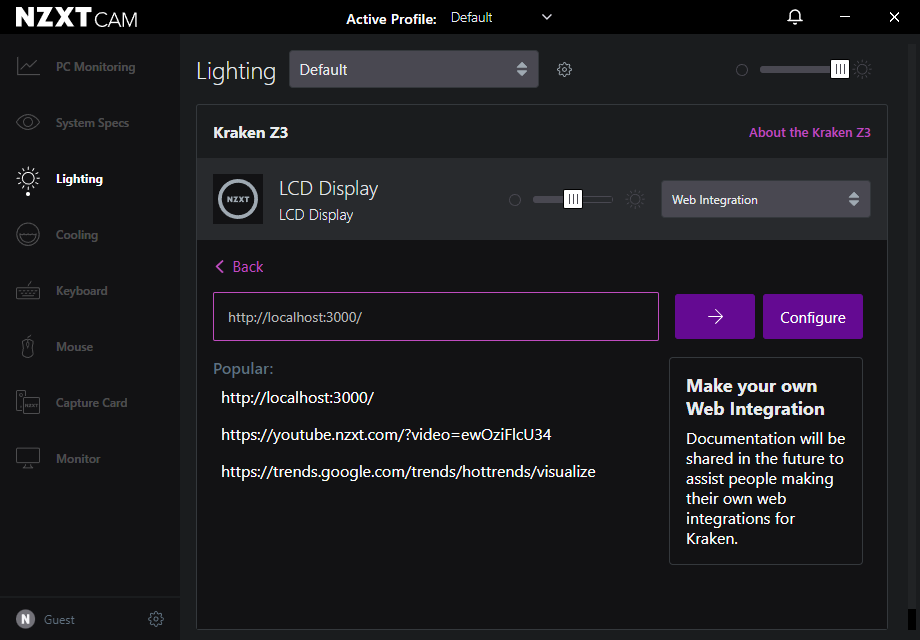 NZXT CAM
Active Profile: Default
PC Monitoring
System Specs
Lighting
Cooling
Keyboard
Mouse
Capture Card
Monitor
Guest
Lighting
Default
Kraken Z3
About the Kraken Z3
NZXT
LCD Display
LCD Display
Web Integration
Back
http://localhost:3000/
Configure
Popular:
http://localhost:3000/
https://youtube.nzxt.com/?video=ewOziFlcU34
https://trends.google.com/trends/hottrends/visualize
Make your own
Web Integration
Documentation will be
shared in the future to
assist people making
their own web
integrations for
Kraken.